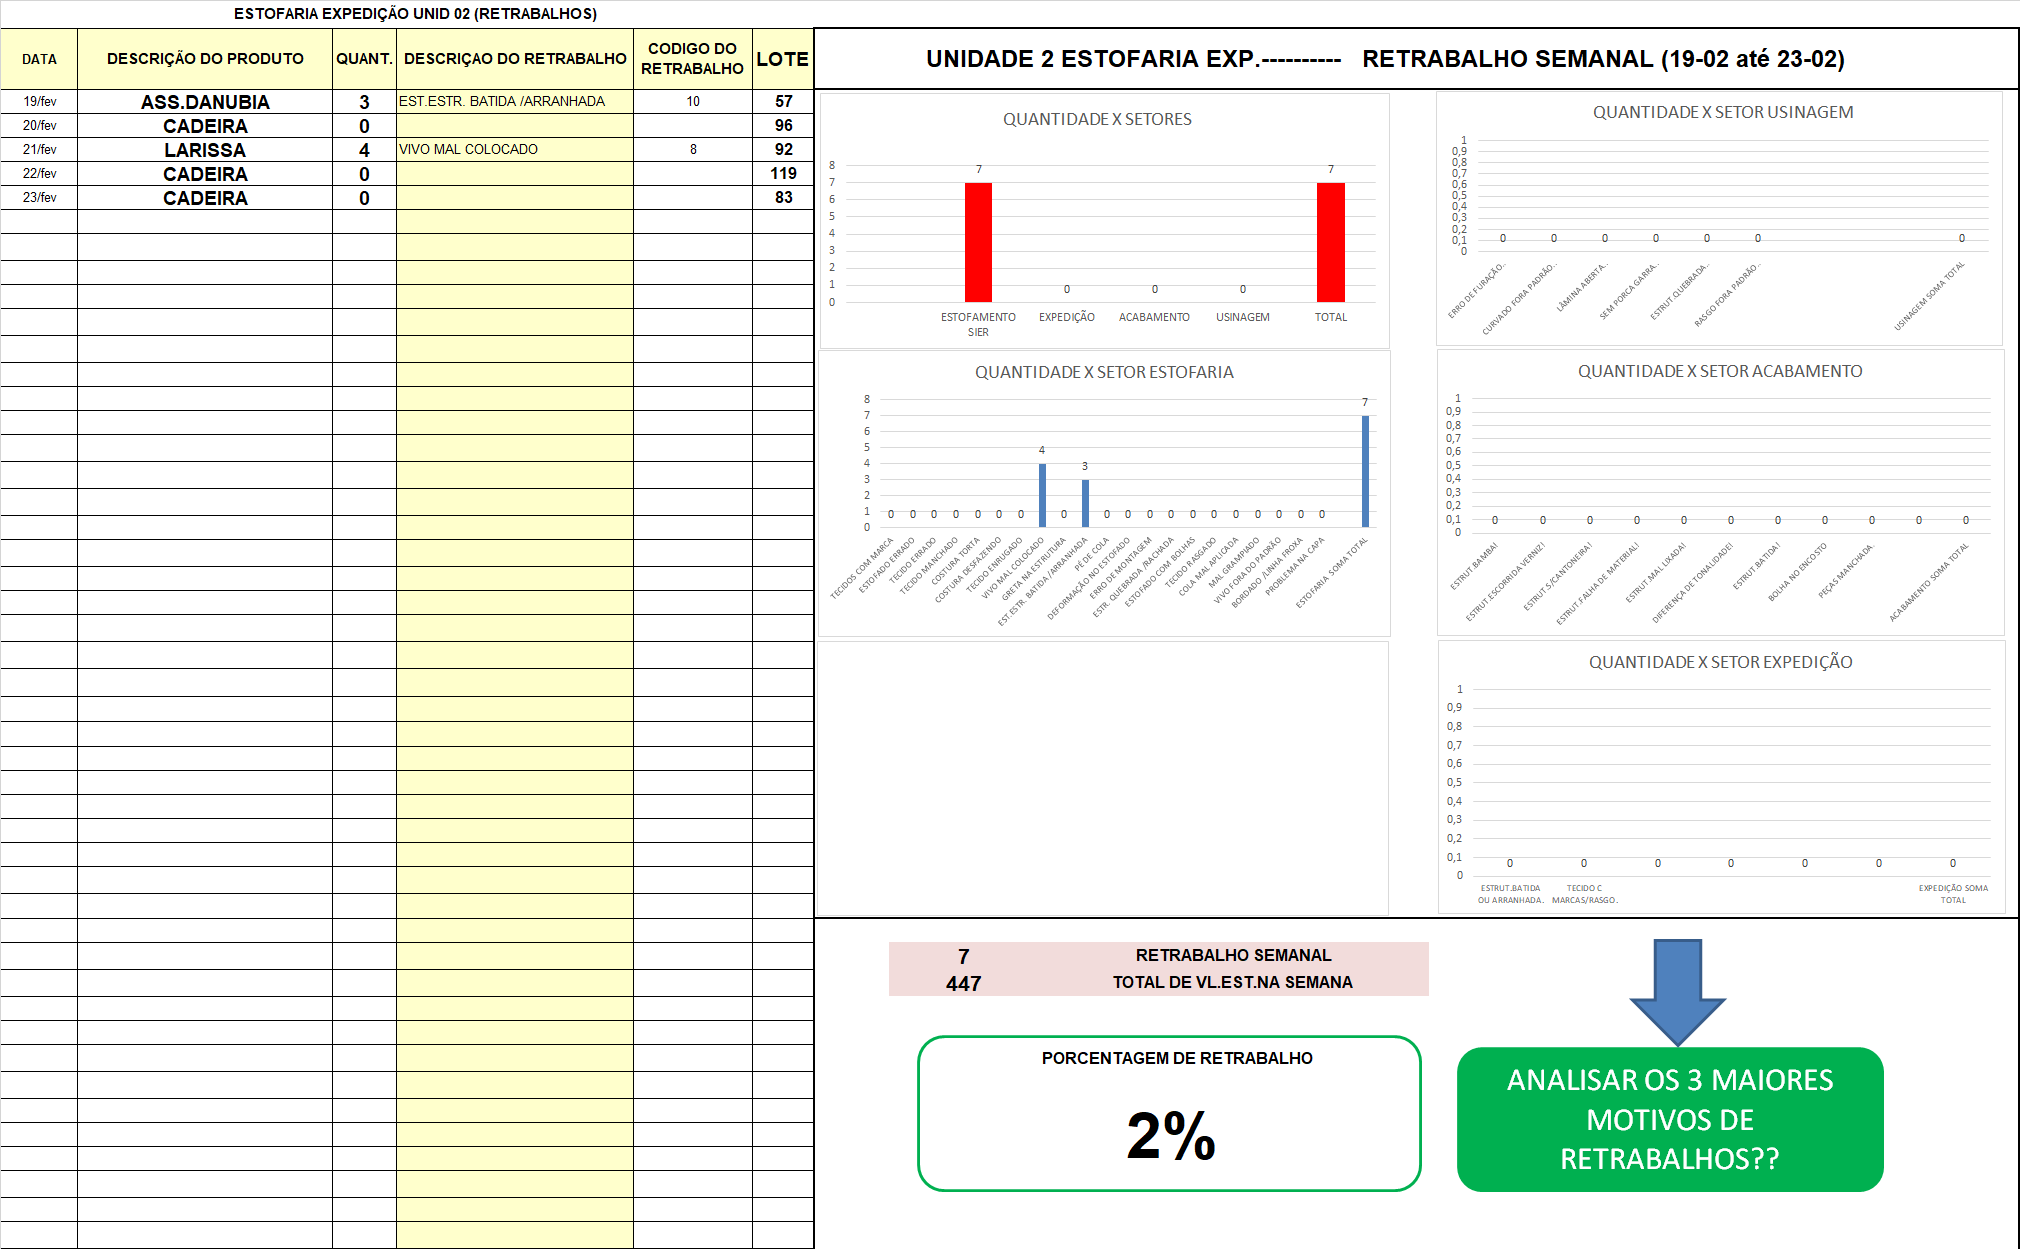 ESTOFARIA EXPEDIÇÃO UNID 02 (RETRABALHOS)
DATA DESCRIÇÃO DO PRODUTO QUANT. DESCRIÇAO DO RETRABALHO CODIGO DO RETRABALHO LOTE
19/fev ASS.DANUBIA 3 EST.ESTR. BATIDA /ARRANHADA 10 57
20/fev CADEIRA 0 96
21/fev LARISSA 4 VIVO MAL COLOCADO 8 92
22/fev CADEIRA 0 119
23/fev CADEIRA 0 83
UNIDADE 2 ESTOFARIA EXP.---------- RETRABALHO SEMANAL (19-02 até 23-02)
QUANTIDADE X SETORES
8
7
6
5
4
3
2
1
0
7 0 0 0 7
ESTOFAMENTO SIER EXPEDIÇÃO ACABAMENTO USINAGEM TOTAL
QUANTIDADE X SETOR USINAGEM
1
0,9
0,8
0,7
0,6
0,5
0,4
0,3
0,2
0,1
0
0 0 0 0 0 0 0
ERRO DE FURAÇÃO..
CURVADO FORA PADRÃO..
LÂMINA ABERTA..
SEM PORCA GARRA..
ESTRUT.QUEBRADA..
RASGO FORA PADRÃO..
USINAGEM SOMA TOTAL
QUANTIDADE X SETOR ESTOFARIA
8
7
6
5
4
3
2
1
0
0 0 0 0 0 0 0 4 0 3 0 0 0 0 0 0 0 0 0 0 0 7
TECIDOS COM MARCA
ESTOFADO ERRADO
TECIDO ERRADO
TECIDO MANCHADO
COSTURA TORTA
COSTURA DESFAZENDO
TECIDO ENRUGADO
VIVO MAL COLOCADO
GRETA NA ESTRUTURA
EST.ESTR. BATIDA /ARRANHADA
PÉ DE COLA
DEFORMAÇÃO NO ESTOFADO
ERRO DE MONTAGEM
ESTR. QUEBRADA /RACHADA
ESTOFADO COM BOLHAS
TECIDO RASGADO
COLA MAL APLICADA
MAL GRAMPIADO
VIVO FORA DO PADRÃO
BORDADO /LINHA FROXA
PROBLEMA NA CAPA
ESTOFARIA SOMA TOTAL
QUANTIDADE X SETOR ACABAMENTO
1
0,9
0,8
0,7
0,6
0,5
0,4
0,3
0,2
0,1
0
0 0 0 0 0 0 0 0 0 0 0
ESTRUT.BAMBA!
ESTRUT.ESCORRIDA VERNIZ!
ESTRUT.S/CANTONEIRA!
ESTRUT.FALHA DE MATERIAL!
ESTRUT.MAL LIXADA!
DIFERENÇA DE TONALIDADE!
ESTRUT.BATIDA!
BOLHA NO ENCOSTO
PEÇAS MANCHADA.
ACABAMENTO SOMA TOTAL
QUANTIDADE X SETOR EXPEDIÇÃO
1
0,9
0,8
0,7
0,6
0,5
0,4
0,3
0,2
0,1
0
0 0 0 0 0 0 0
ESTRUT.BATIDA OU ARRANHADA.
TECIDO C MARCAS/RASGO.
EXPEDIÇÃO SOMA TOTAL
7 RETRABALHO SEMANAL
447 TOTAL DE VL.EST.NA SEMANA
PORCENTAGEM DE RETRABALHO
2%
ANALISAR OS 3 MAIORES
MOTIVOS DE
RETRABALHOS??